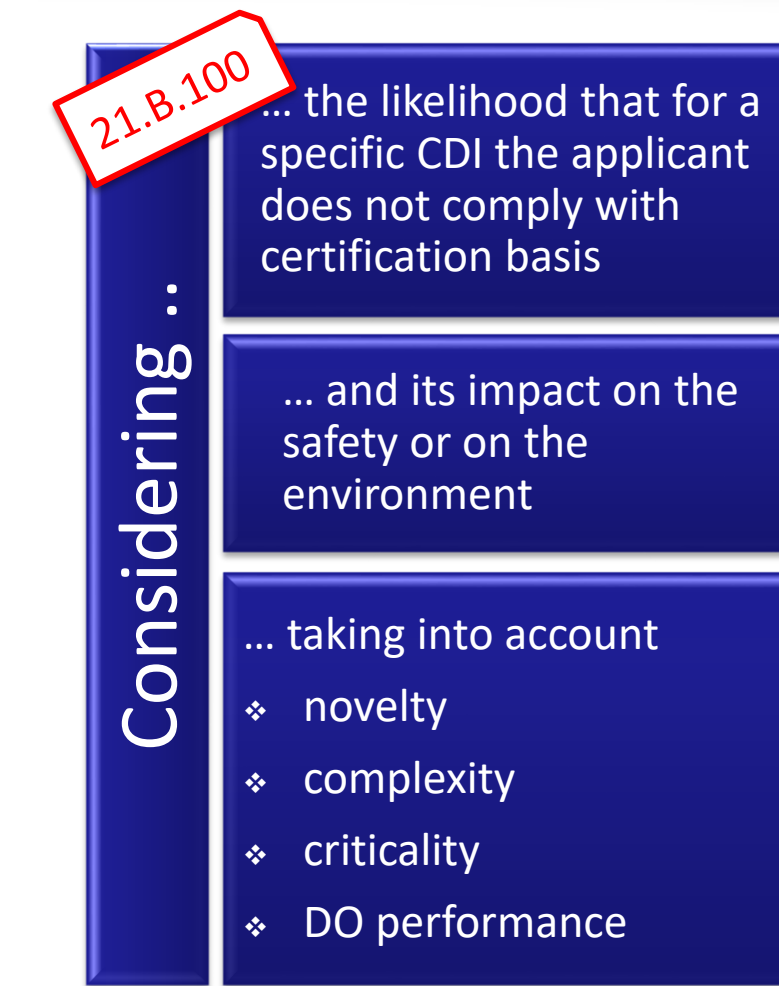 21.B.100
Considering ..
... the likelihood that for a
specific CDI the applicant
does not comply with
certification basis
... and its impact on the
safety or on the
environment
... taking into account
❖ novelty
❖ complexity
❖ criticality
❖ DO performance